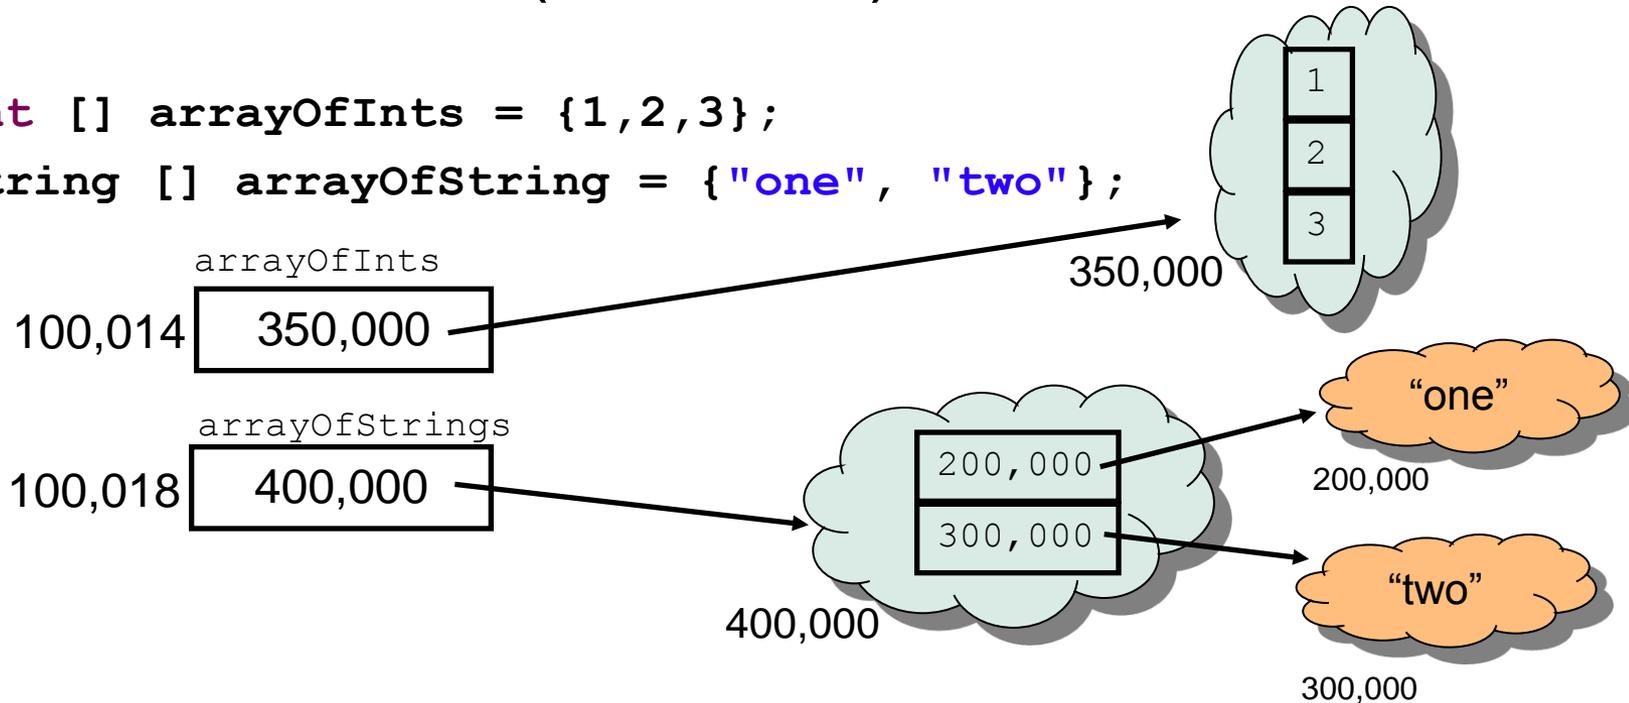 [] arrayOfInts = {1,2,3};
[] arrayOfString = {"one", "two"};
1
2
3
arrayOfInts
350,000
100,014
350,000
arrayOfStrings
100,018
400,000
200,000
300,000
400,000
“one”
200,000
“two”
300,000